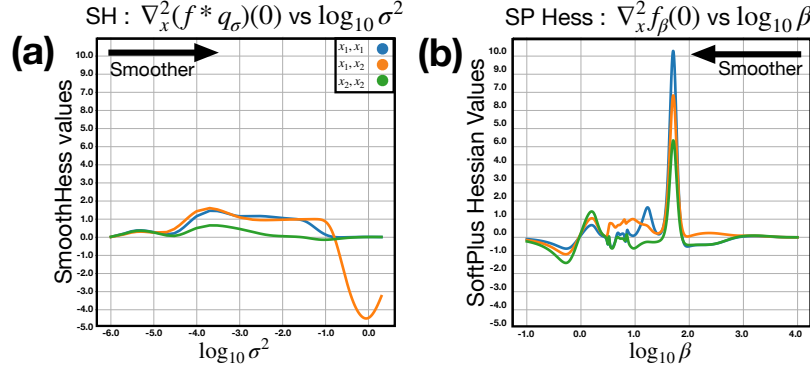 SH : ∇²ₓ(f * q_σ)(0) vs log₁₀ σ²
(a)
SmoothHess values
10.0
9.0
8.0
7.0
6.0
5.0
4.0
3.0
2.0
1.0
0.0
-1.0
-2.0
-3.0
-4.0
-5.0
Smoother
x₁, x₁
x₁, x₂
x₂, x₂
-6.0 -5.0 -4.0 -3.0 -2.0 -1.0 0.0
log₁₀ σ²
SP Hess : ∇²ₓ f_β(0) vs log₁₀ β
(b)
SoftPlus Hessian Values
10.0
9.0
8.0
7.0
6.0
5.0
4.0
3.0
2.0
1.0
0.0
-1.0
-2.0
-3.0
-4.0
-5.0
Smoother
-1.0 0.0 1.0 2.0 3.0 4.0
log₁₀ β